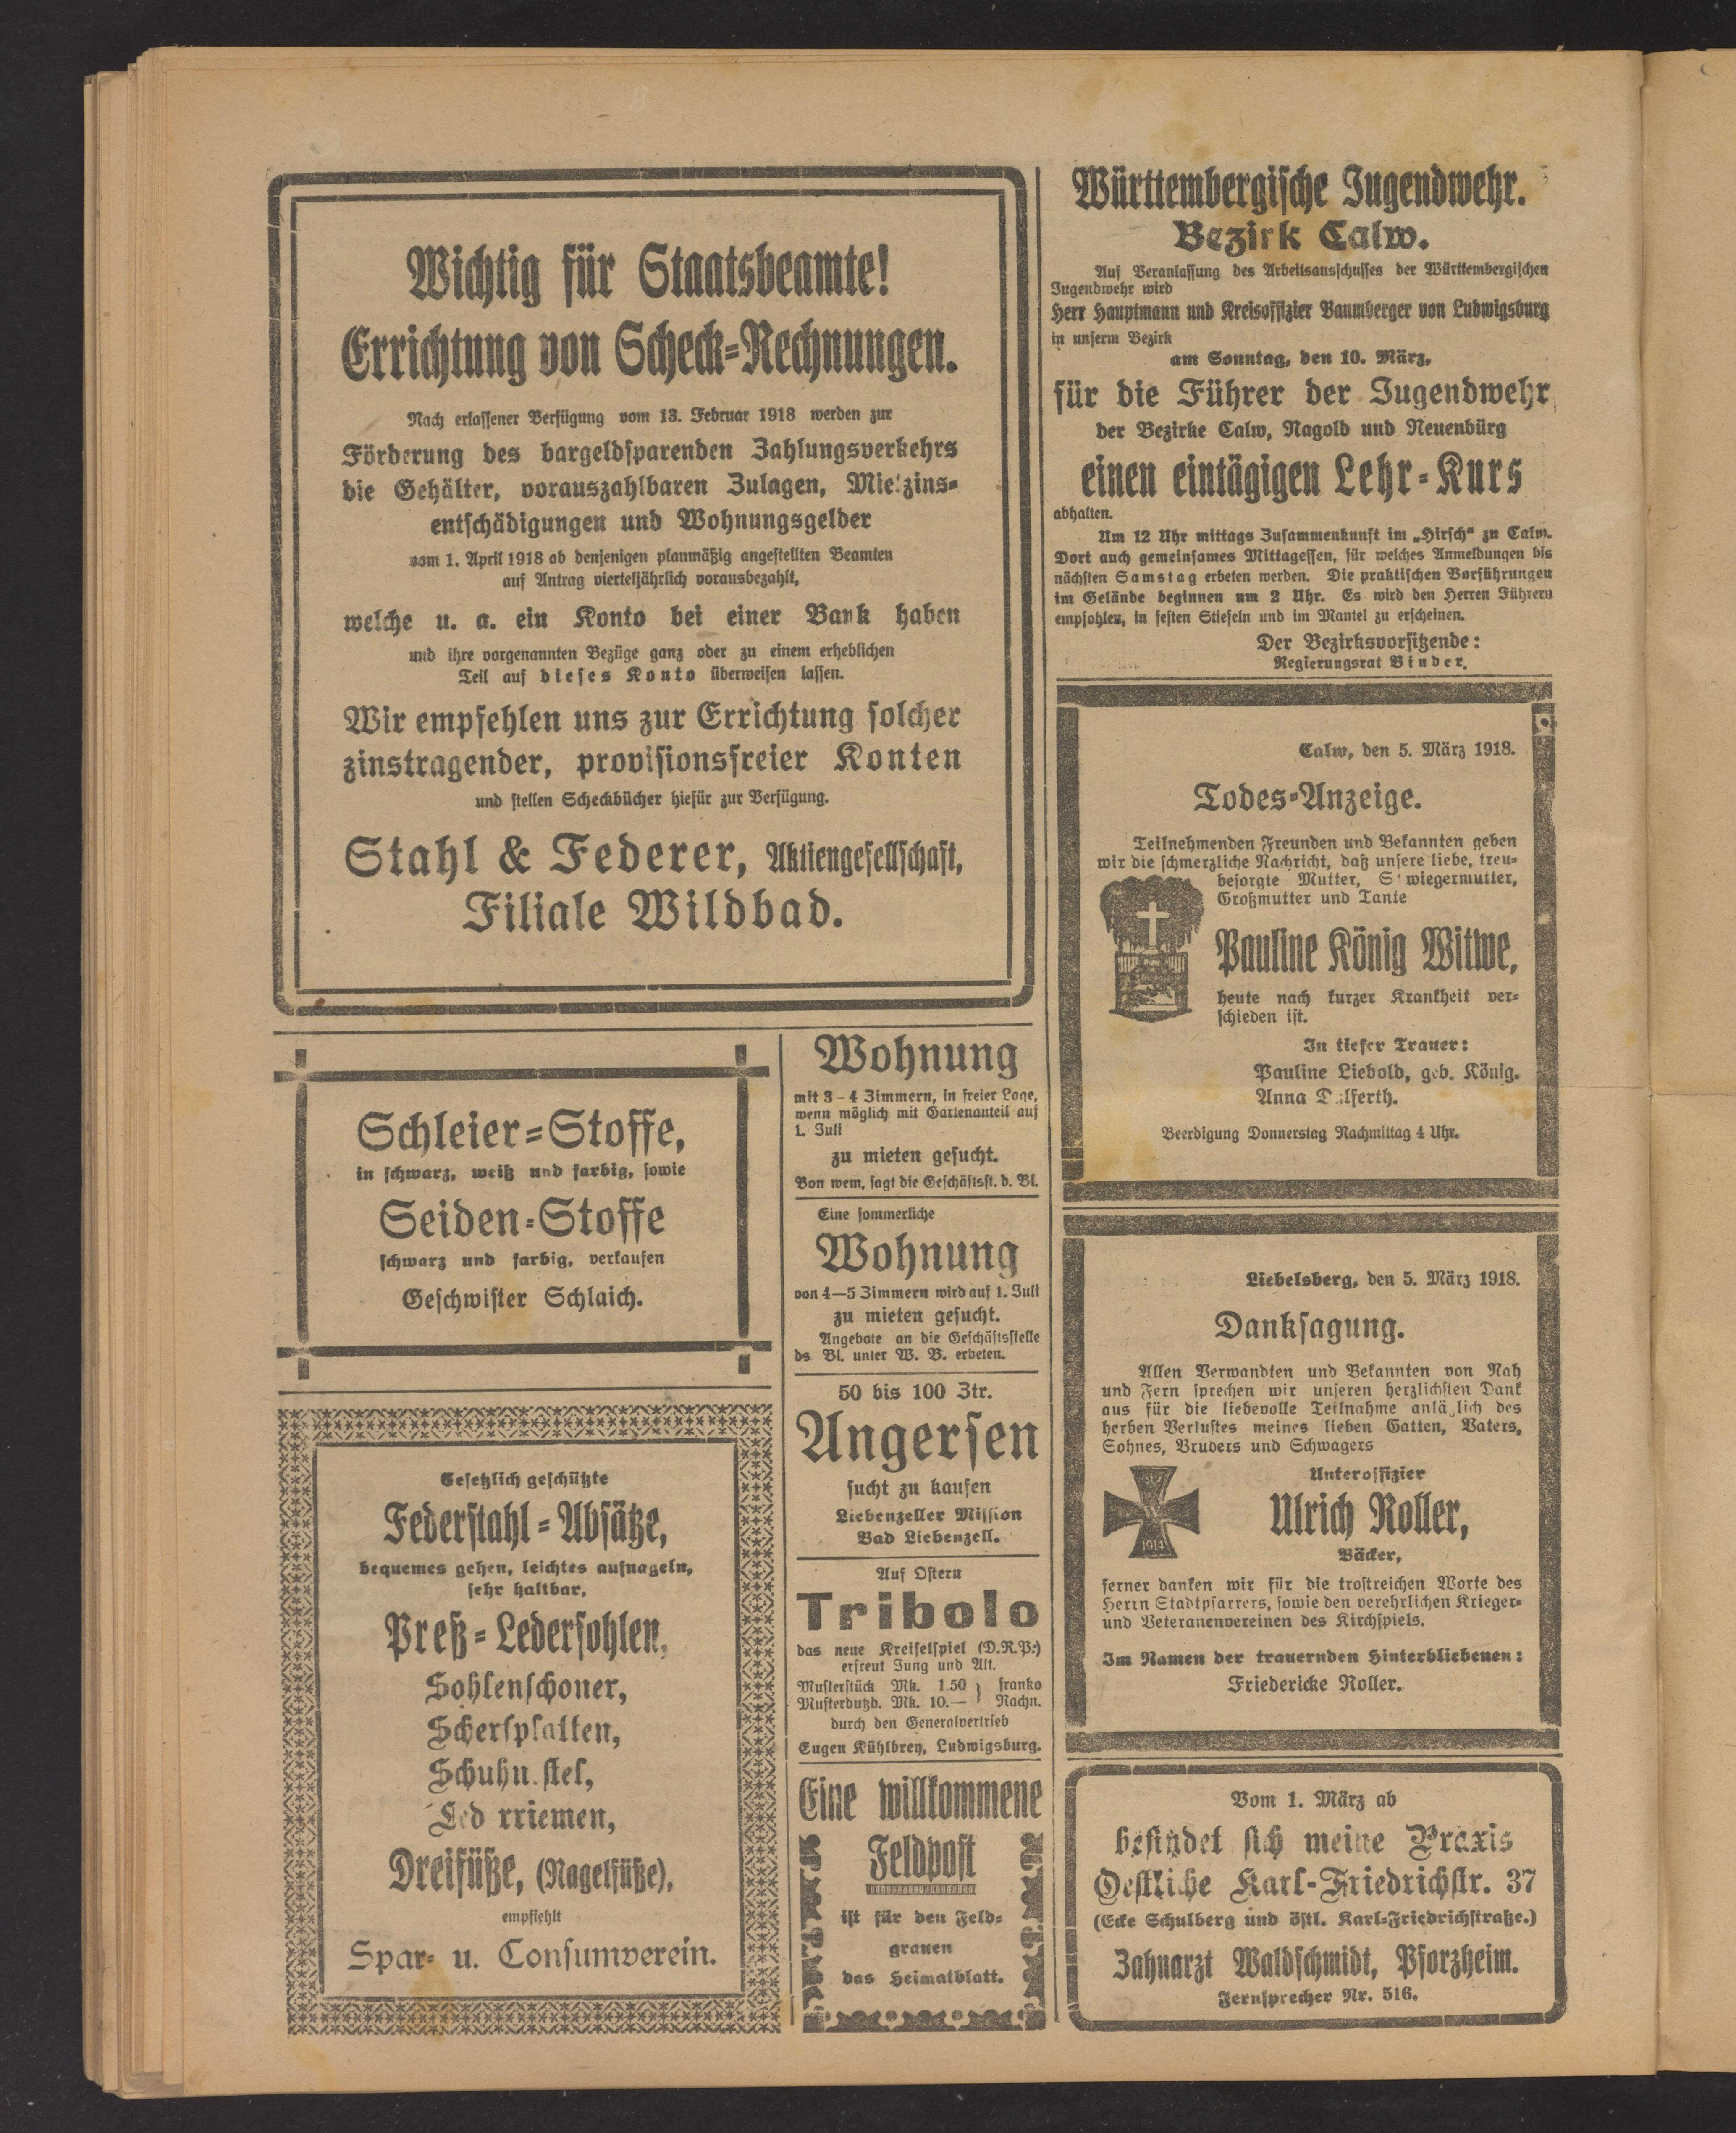 Wichtig für Staatsbeamte!
Errichtung von Scheck-Rechnungen.
Nach erlassener Verfügung vom 13. Februar 1918 werden zur
Förderung des bargeldsparenden Zahlungsverkehrs
die Gehälter, vorauszahlbaren Zulagen, Mietzins-
entschädigungen und Wohnungsgelder
vom 1. April 1918 ab denjenigen planmäßig angestellten Beamten
auf Antrag vierteljährlich vorausbezahlt,
welche u. a. ein Konto bei einer Bank haben
und ihre vorgenannten Bezüge ganz oder zu einem erheblichen
Teil auf dieses Konto überweisen lassen.
Wir empfehlen uns zur Errichtung solcher
zinstragender, provisionsfreier Konten
und stellen Scheckbücher hiefür zur Verfügung.
Stahl & Federer, Aktiengesellschaft,
Filiale Wildbad.
Schleier-Stoffe,
in schwarz, weiß und farbig, sowie
Seiden-Stoffe
schwarz und farbig, verkaufen
Geschwister Schlaich.
Gesetzlich geschützte
Federstahl-Absätze,
bequemes gehen, leichtes aufnageln,
sehr haltbar,
Preß-Ledersohlen,
Sohlenschoner,
Schersplatten,
Schuhn stel,
Led rriemen,
Dreifüße, (Nagelfüße),
empfiehlt
Spar- u. Consumverein.
Wohnung
mit 3–4 Zimmern, in freier Lage,
wenn möglich mit Gartenanteil auf
1. Juli
zu mieten gesucht.
Von wem, sagt die Geschäftsst. d. Bl.
Eine sommerliche
Wohnung
von 4–5 Zimmern wird auf 1. Juli
zu mieten gesucht.
Angebote an die Geschäftsstelle
ds Bl. unter W. B. erbeten.
50 bis 100 Ztr.
Angersen
sucht zu kaufen
Liebenzeller Mission
Bad Liebenzell.
Auf Ostern
Tribolo
das neue Kreiselspiel (D.R.P.)
erfreut Jung und Alt.
Musterstück Mk. 1.50 } franko
Musterdutzd. Mk. 10.— } Nachn.
durch den Generalvertrieb
Eugen Kühlbrey, Ludwigsburg.
Eine willkommene
Feldpost
ist für den Feld-
grauen
das Heimatblatt.
Württembergische Jugendwehr.
Bezirk Calw.
Auf Veranlassung des Arbeitsausschusses der Württembergischen
Jugendwehr wird
Herr Hauptmann und Kreisoffizier Baumberger von Ludwigsburg
in unserm Bezirk
am Sonntag, den 10. März,
für die Führer der Jugendwehr
der Bezirke Calw, Nagold und Neuenbürg
einen eintägigen Lehr-Kurs
abhalten.
Um 12 Uhr mittags Zusammenkunft im „Hirsch" zu Calw.
Dort auch gemeinsames Mittagessen, für welches Anmeldungen bis
nächsten Samstag erbeten werden. Die praktischen Vorführungen
im Gelände beginnen um 2 Uhr. Es wird den Herren Führern
empfohlen, in festen Stiefeln und im Mantel zu erscheinen.
Der Bezirksvorsitzende:
Regierungsrat Binder.
Calw, den 5. März 1918.
Todes-Anzeige.
Teilnehmenden Freunden und Bekannten geben
wir die schmerzliche Nachricht, daß unsere liebe, treu-
besorgte Mutter, S wiegermutter,
Großmutter und Tante
Pauline König Witwe,
heute nach kurzer Krankheit ver-
schieden ist.
In tiefer Trauer:
Pauline Liebold, geb. König.
Anna
Beerdigung Donnerstag Nachmittag 4 Uhr.
Liebelsberg, den 5. März 1918.
Danksagung.
Allen Verwandten und Bekannten von Nah
und Fern sprechen wir unseren herzlichsten Dank
aus für die liebevolle Teilnahme anläßlich des
herben Verlustes meines lieben Gatten, Vaters,
Sohnes, Bruders und Schwagers
Unteroffizier
Ulrich Roller,
Bäcker,
1914
ferner danken wir für die trostreichen Worte des
Herrn Stadtpfarrers, sowie den verehrlichen Krieger-
und Veteranenvereinen des Kirchspiels.
Im Namen der trauernden Hinterbliebenen:
Friedericke Roller.
Vom 1. März ab
befindet sich meine Praxis
Oestliche Karl-Friedrichstr. 37
(Ecke Schulberg und östl. Karl-Friedrichstraße.)
Zahnarzt Waldschmidt, Pforzheim.
Fernsprecher Nr. 516.